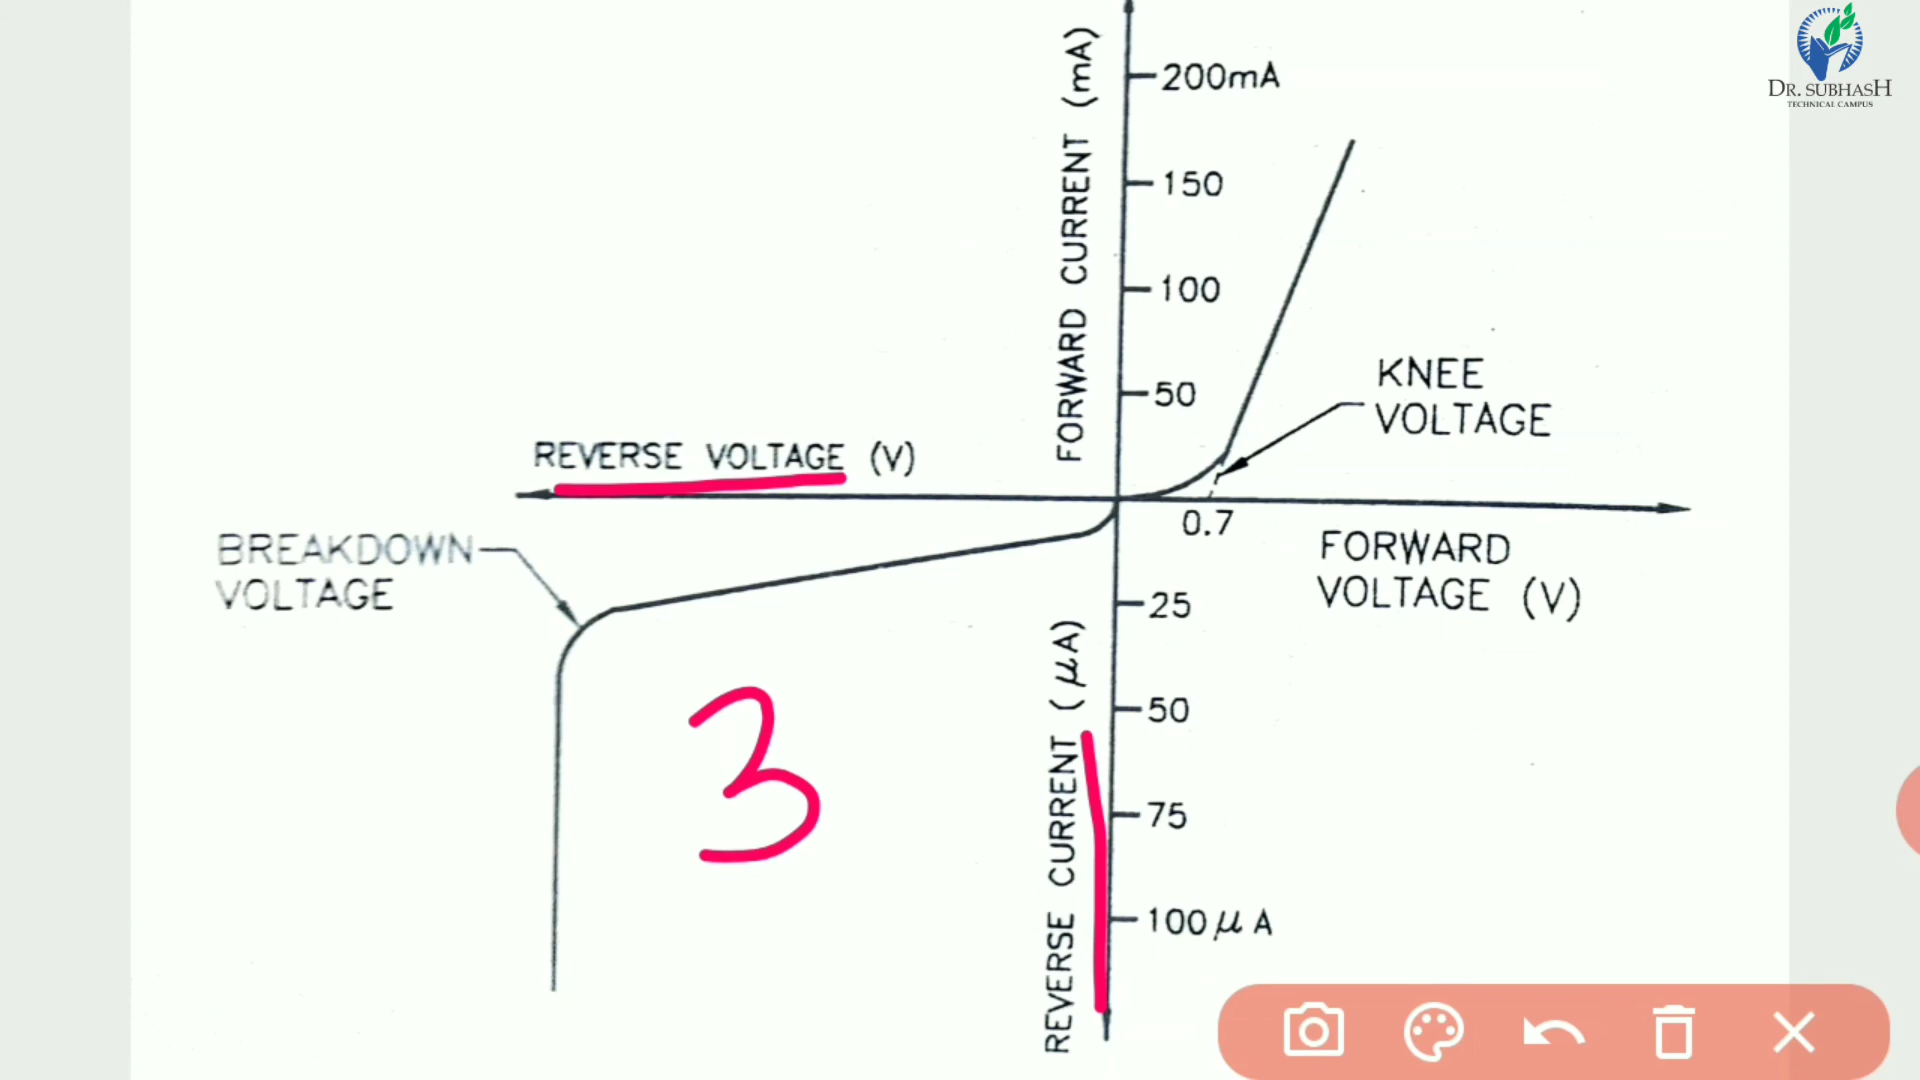 DR. SUBHASH
TECHNICAL CAMPUS
FORWARD CURRENT (mA)
200mA
150
100
50
KNEE
VOLTAGE
REVERSE VOLTAGE (V)
0.7
BREAKDOWN
VOLTAGE
FORWARD
VOLTAGE (V)
25
50
75
100 μ A
REVERSE CURRENT (μA)
3